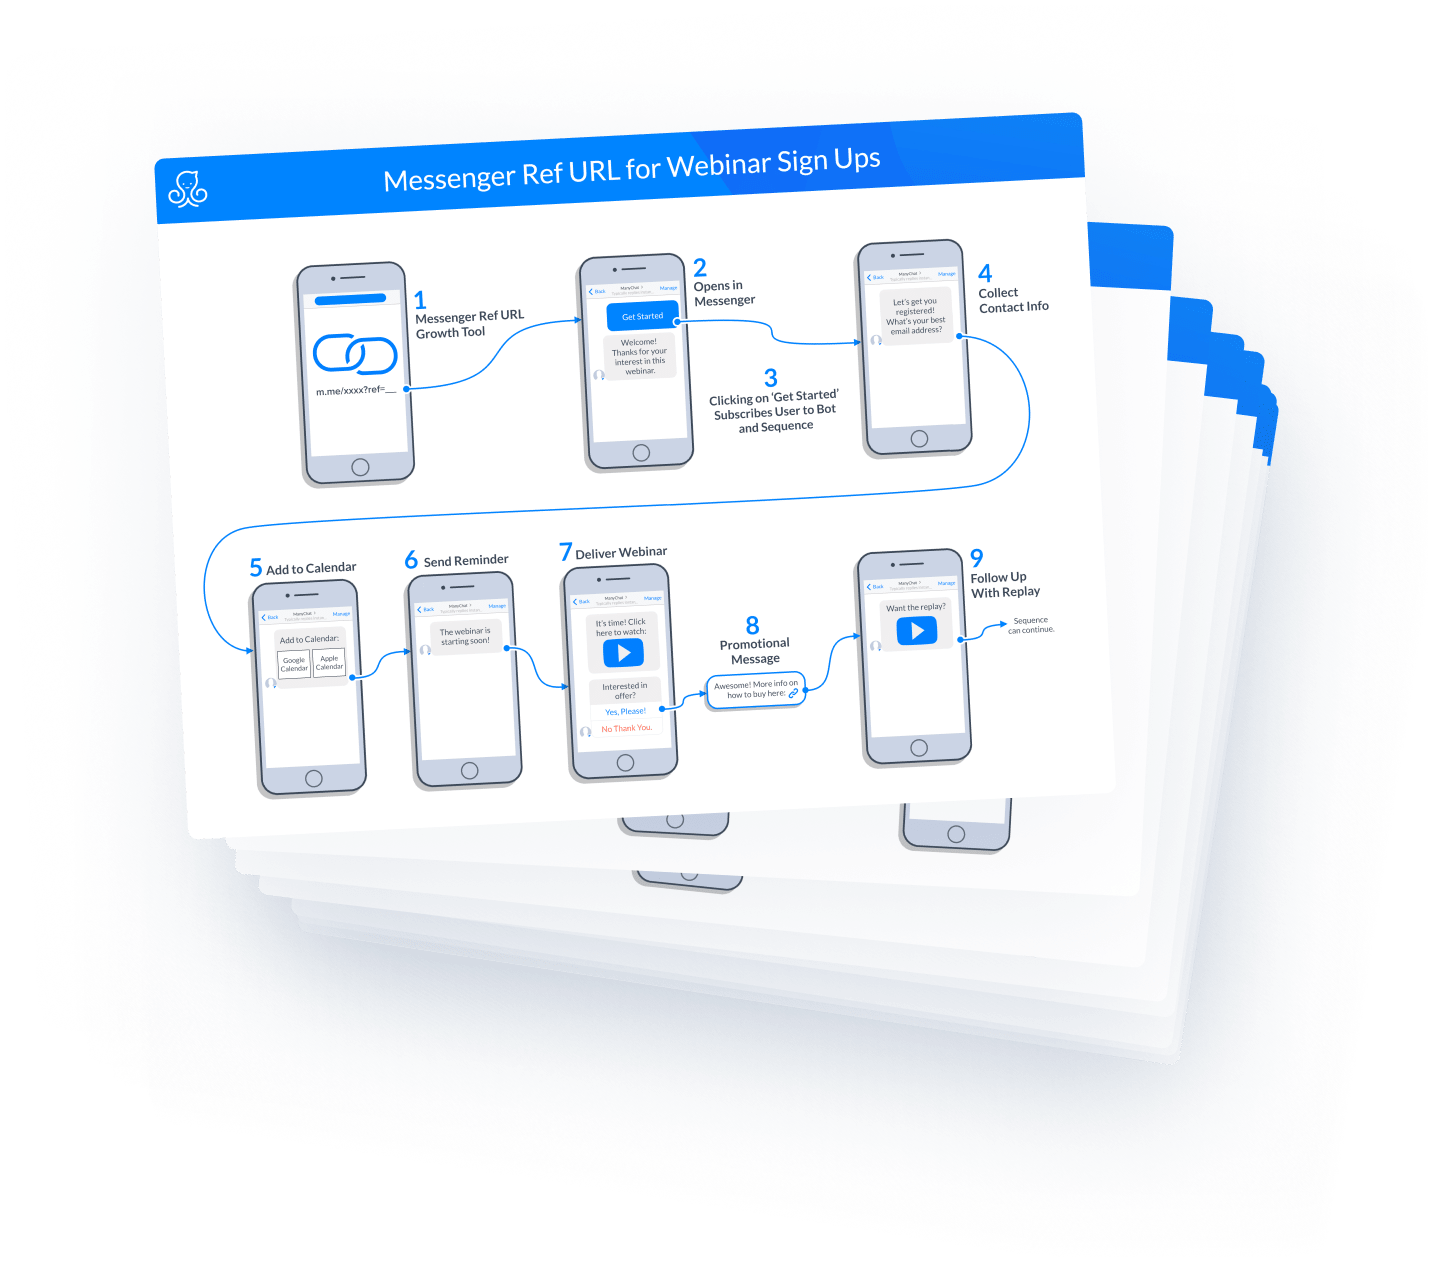 Messenger Ref URL for Webinar Sign Ups
1
Messenger Ref URL
Growth Tool
m.me/xxxx?ref=__
2
Opens in
Messenger
Back
ManyChat
Manage
Get Started
Welcome!
Thanks for your
interest in this
webinar.
3
Clicking on ‘Get Started’
Subscribes User to Bot
and Sequence
4
Collect
Contact Info
Back
ManyChat
Manage
Let's get you
registered!
What's your best
email address?
5 Add to Calendar
Back
ManyChat
Manage
Add to Calendar:
Google
Calendar
Apple
Calendar
6 Send Reminder
Back
ManyChat
Manage
The webinar is
starting soon!
7 Deliver Webinar
Back
ManyChat
Manage
It's time! Click
here to watch:
Interested in
offer?
Yes, Please!
No Thank You.
8
Promotional
Message
Awesome! More info on
how to buy here:
9
Follow Up
With Replay
Back
ManyChat
Manage
Want the replay?
Sequence
can continue.